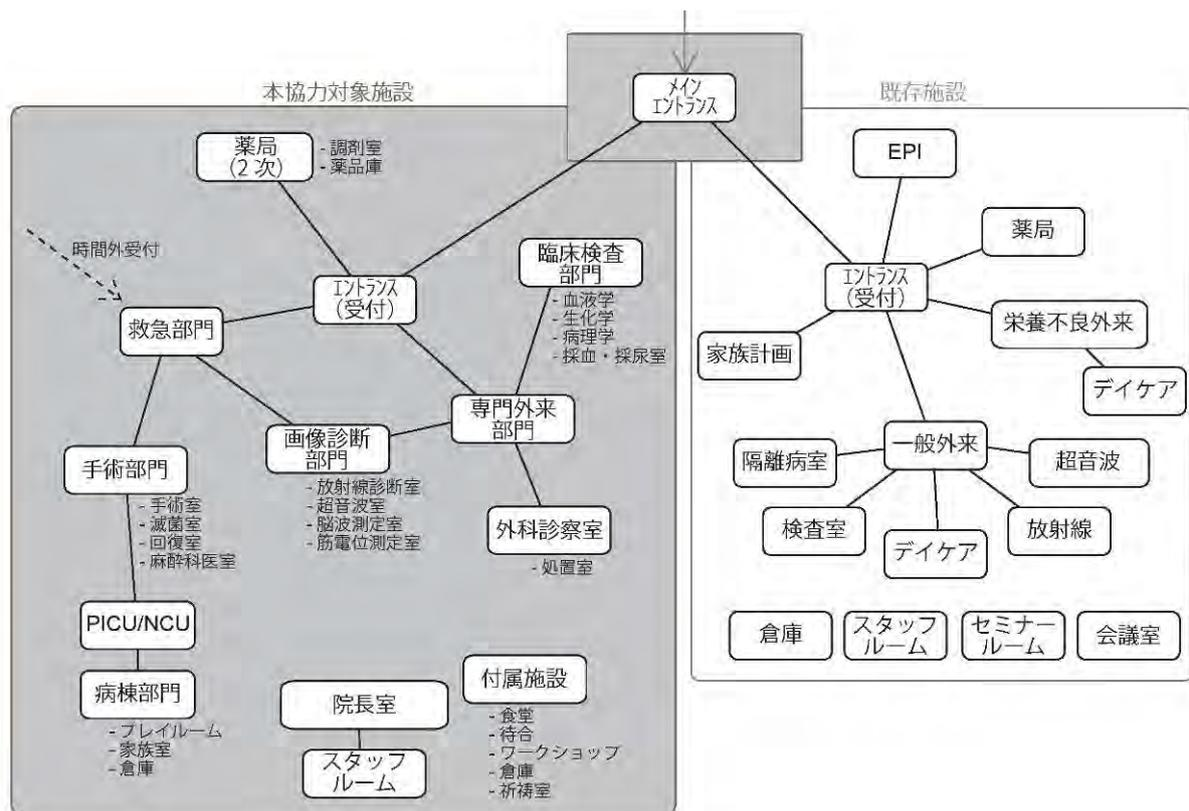 メイン
エントランス
本協力対象施設
薬局
(2 次)
- 調剤室
- 薬品庫
時間外受付
エントランス
(受付)
臨床検査
部門
- 血液学
- 生化学
- 病理学
- 採血・採尿室
救急部門
専門外来
部門
画像診断
部門
- 放射線診断室
- 超音波室
- 脳波測定室
- 筋電位測定室
手術部門
- 手術室
- 滅菌室
- 回復室
- 麻酔科医室
外科診察室
- 処置室
PICU/NCU
病棟部門
- プレイルーム
- 家族室
- 倉庫
院長室
スタッフ
ルーム
付属施設
- 食堂
- 待合
- ワークショップ
- 倉庫
- 祈祷室
既存施設
EPI
薬局
エントランス
(受付)
栄養不良外来
家族計画
デイケア
一般外来
隔離病室
超音波
検査室
デイケア
放射線
倉庫
スタッフ
ルーム
セミナー
ルーム
会議室